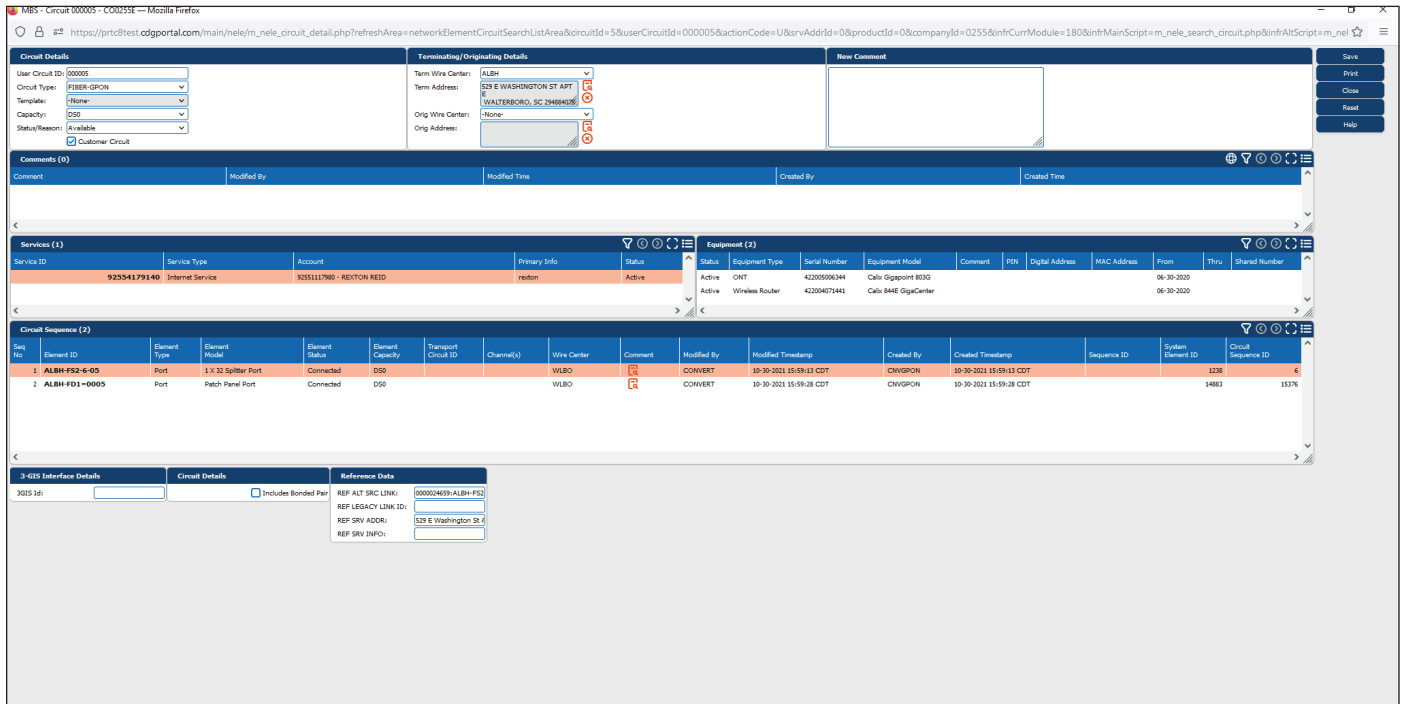 MBS - Circuit 000005 - CO0255E — Mozilla Firefox
https://prtc8test.cdgportal.com/main/nele/m_nele_circuit_detail.php?refreshArea=networkElementCircuitSearchListArea&circuitId=5&userCircuitId=000005&actionCode=U&srvAddrId=0&productId=0&companyId=0255&infrCurrModule=180&infrMainScript=m_nele_search_circuit.php&infrAltScript=m_nel
Circuit Details
User Circuit ID: 000005
Circuit Type: FIBER-GPON
Template: -None-
Capacity: DS0
Status/Reason: Available
Customer Circuit
Terminating/Originating Details
Term Wire Center: ALBH
Term Address: 529 E WASHINGTON ST APT
E
WALTERBORO, SC 294884028
Orig Wire Center: -None-
Orig Address:
New Comment
Save
Print
Close
Reset
Help
Comments (0)
Comment Modified By Modified Time Created By Created Time
Services (1)
Service ID Service Type Account Primary Info Status
92554179140 Internet Service 92551117980 - REXTON REID rexton Active
Equipment (2)
Status Equipment Type Serial Number Equipment Model Comment PIN Digital Address MAC Address From Thru Shared Number
Active ONT 422005006344 Calix Gigapoint 803G 06-30-2020
Active Wireless Router 422004071441 Calix 844E GigaCenter 06-30-2020
Circuit Sequence (2)
Seq No Element ID Element Type Element Model Element Status Element Capacity Transport Circuit ID Channel(s) Wire Center Comment Modified By Modified Timestamp Created By Created Timestamp Sequence ID System Element ID Circuit Sequence ID
1 ALBH-FS2-6-05 Port 1 X 32 Splitter Port Connected DS0 WLBO CONVERT 10-30-2021 15:59:13 CDT CNVGPON 10-30-2021 15:59:13 CDT 1238 6
2 ALBH-FD1~0005 Port Patch Panel Port Connected DS0 WLBO CONVERT 10-30-2021 15:59:28 CDT CNVGPON 10-30-2021 15:59:28 CDT 14883 15376
3-GIS Interface Details
3GIS Id:
Circuit Details
Includes Bonded Pair
Reference Data
REF ALT SRC LINK: 0000024659:ALBH-FS2
REF LEGACY LINK ID:
REF SRV ADDR: 529 E Washington St A
REF SRV INFO: